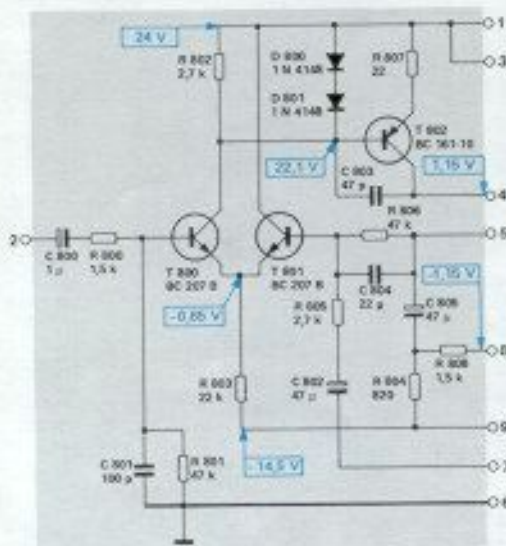 24 V
R 802
2,7 k
D 800
1 N 4148
D 801
1 N 4148
R 807
22
1
3
T 802
BC 161-10
22,1 V
1,15 V
C 803
47 p
4
R 806
47 k
2
5
C 800
1 µ
R 800
1,5 k
T 800
BC 207 B
T 801
BC 207 B
C 804
22 p
C 805
47 µ
-1,15 V
-0,65 V
R 805
2,7 k
8
R 808
1,5 k
R 803
22 k
C 802
47 µ
R 804
820
9
-14,5 V
7
C 801
100 p
R 801
47 k
6